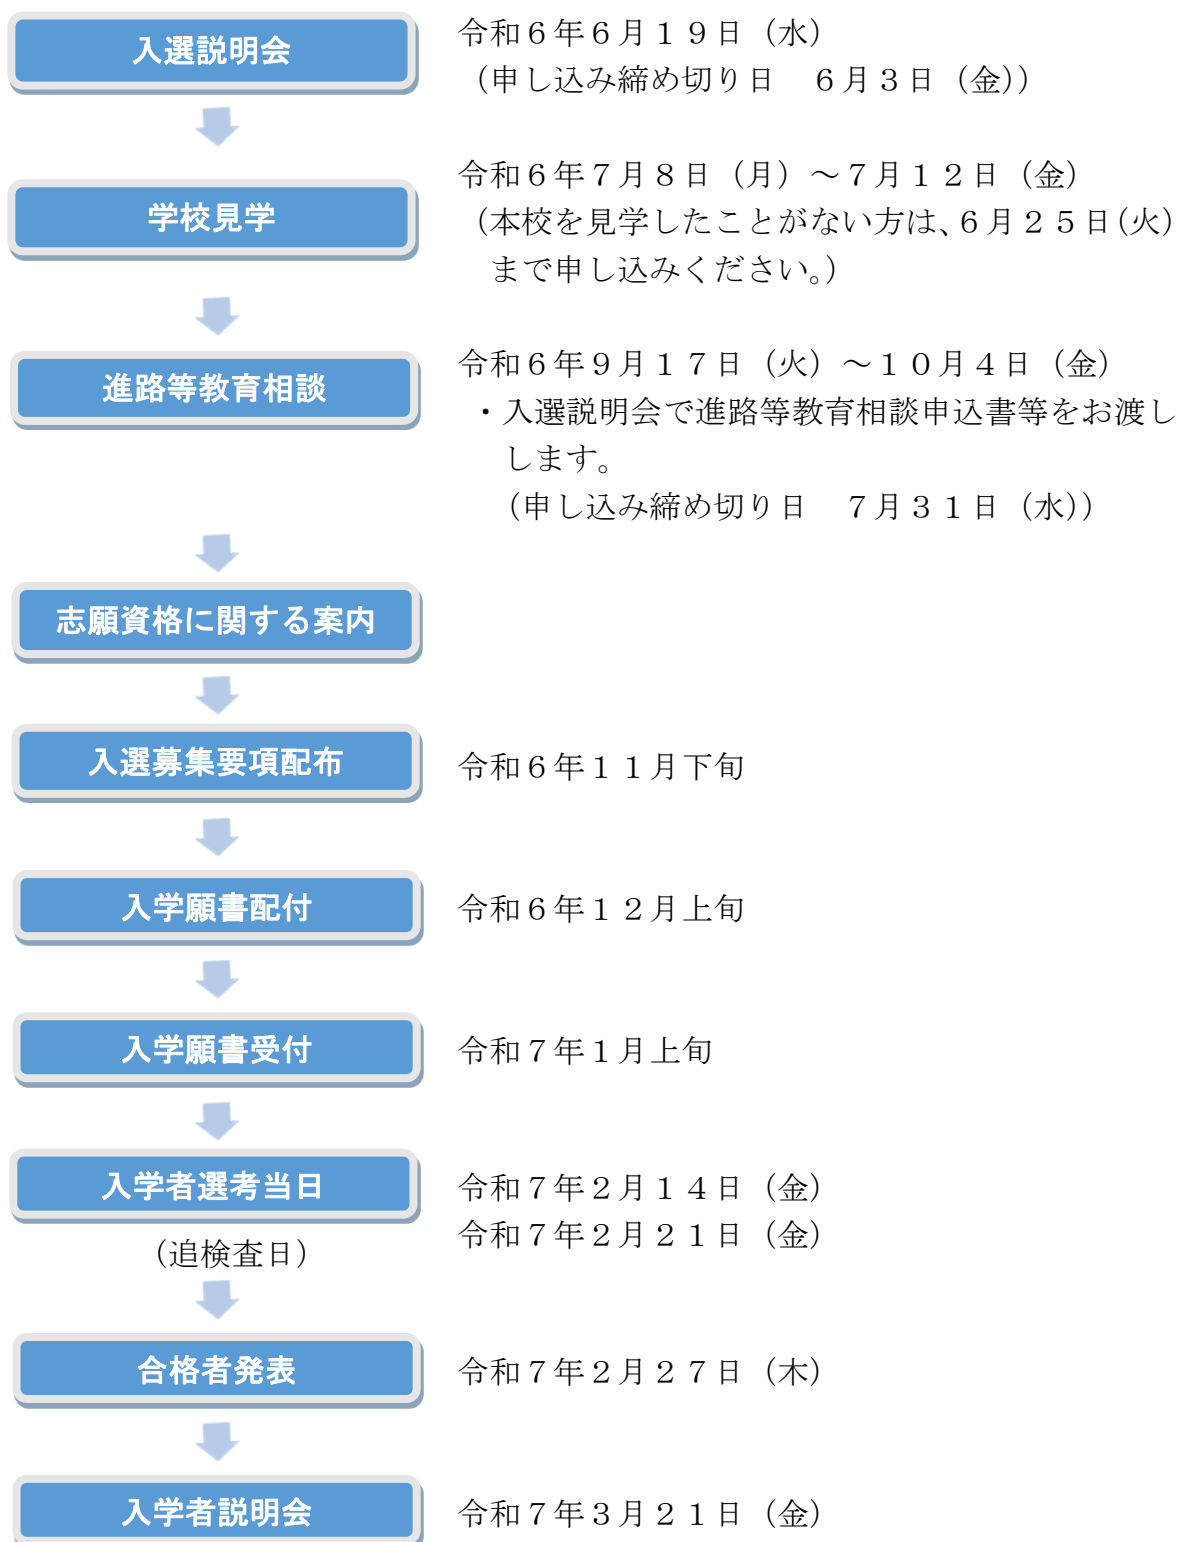 入選説明会
令和６年６月１９日（水）
（申し込み締め切り日　６月３日（金））
学校見学
令和６年７月８日（月）～７月１２日（金）
（本校を見学したことがない方は、６月２５日（火）
まで申し込みください。）
進路等教育相談
令和６年９月１７日（火）～１０月４日（金）
・入選説明会で進路等教育相談申込書等をお渡し
します。
（申し込み締め切り日　７月３１日（水））
志願資格に関する案内
入選募集要項配布
令和６年１１月下旬
入学願書配付
令和６年１２月上旬
入学願書受付
令和７年１月上旬
入学者選考当日
令和７年２月１４日（金）
（追検査日）
令和７年２月２１日（金）
合格者発表
令和７年２月２７日（木）
入学者説明会
令和７年３月２１日（金）